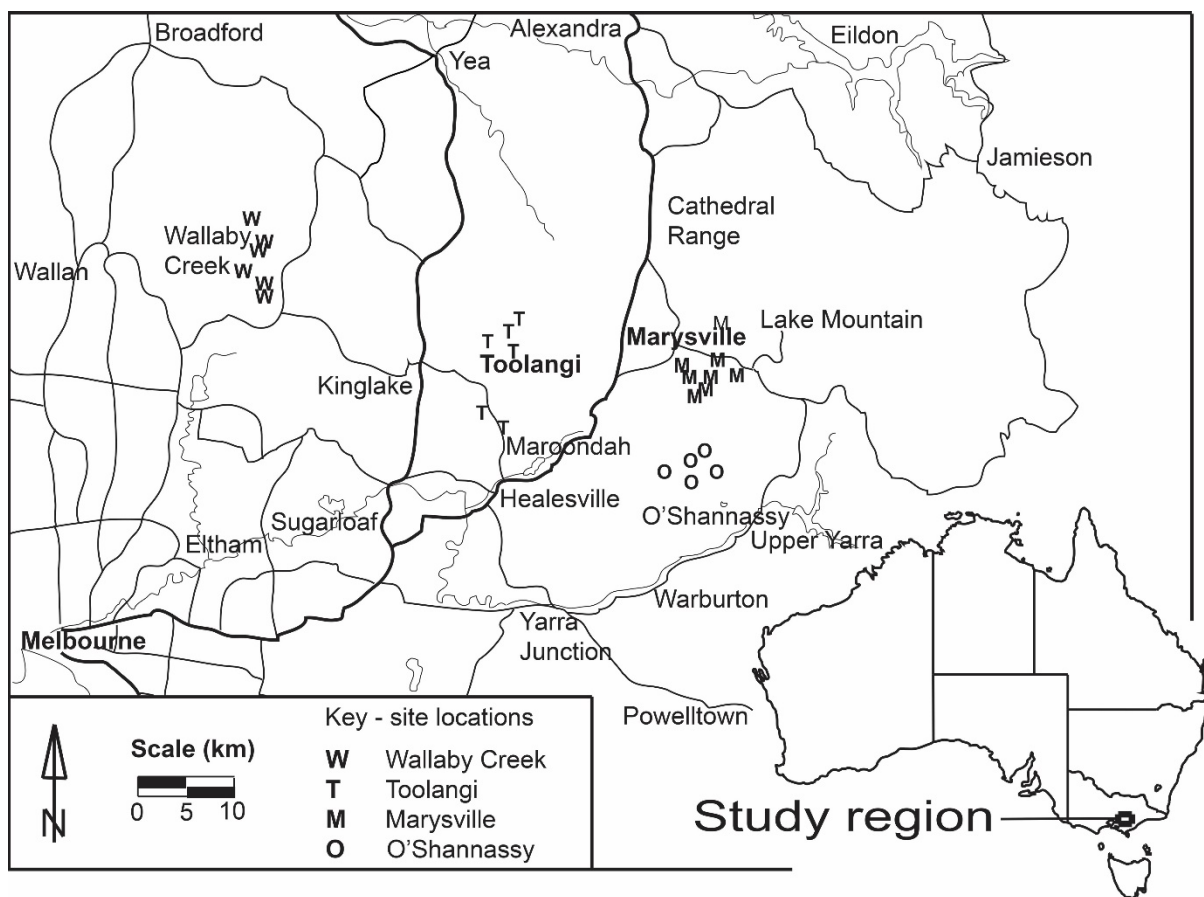 Broadford
Alexandra
Eildon
Yea
Jamieson
Cathedral
Range
W
Wallaby W
W
Creek W
W
W
Wallan
T
T
T
T
Toolangi
M
Marysville
Lake Mountain
M
M
M
M
M
M
M
Kinglake
T
T
Maroondah
O
O
O
O
O
Healesville
O'Shannassy
Sugarloaf
Eltham
Upper Yarra
Warburton
Melbourne
Yarra
Junction
Powelltown
Key - site locations
Scale (km)
0 5 10
N
W Wallaby Creek
T Toolangi
M Marysville
O O'Shannassy
Study region